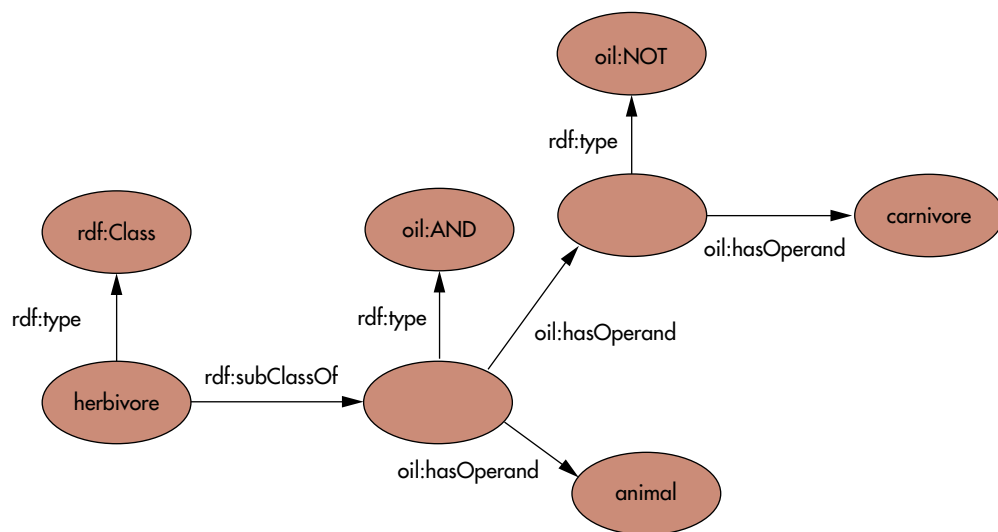 oil:NOT
rdf:type
rdf:Class
oil:AND
carnivore
oil:hasOperand
rdf:type
rdf:type
oil:hasOperand
rdf:subClassOf
herbivore
oil:hasOperand
animal